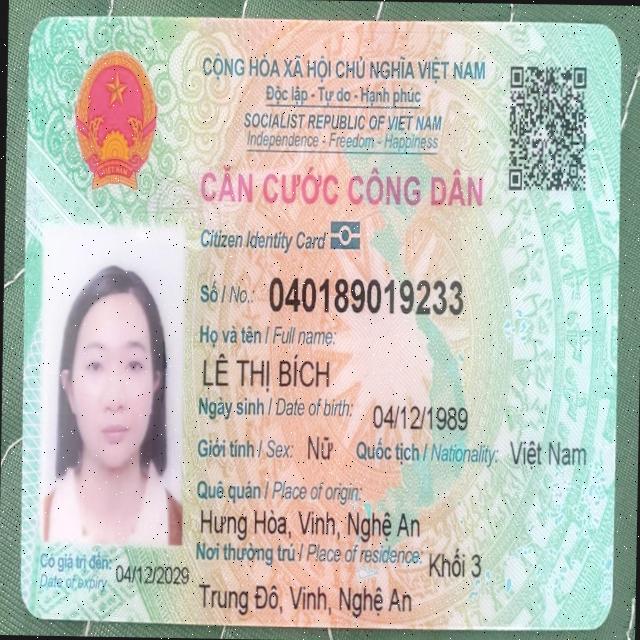 CỘNG HÒA XÃ HỘI CHỦ NGHĨA VIỆT NAM
Độc lập - Tự do - Hạnh phúc
SOCIALIST REPUBLIC OF VIET NAM
Independence - Freedom - Happiness
CĂN CƯỚC CÔNG DÂN
Citizen Identity Card
Số / No.: 040189019233
Họ và tên / Full name:
LÊ THỊ BÍCH
Ngày sinh / Date of birth: 04/12/1989
Giới tính / Sex: Nữ Quốc tịch / Nationality: Việt Nam
Quê quán / Place of origin:
Hưng Hòa, Vinh, Nghệ An
Nơi thường trú / Place of residence: Khối 3
Trung Đô, Vinh, Nghệ An
Có giá trị đến: 04/12/2029
Date of expiry
VIỆT NAM